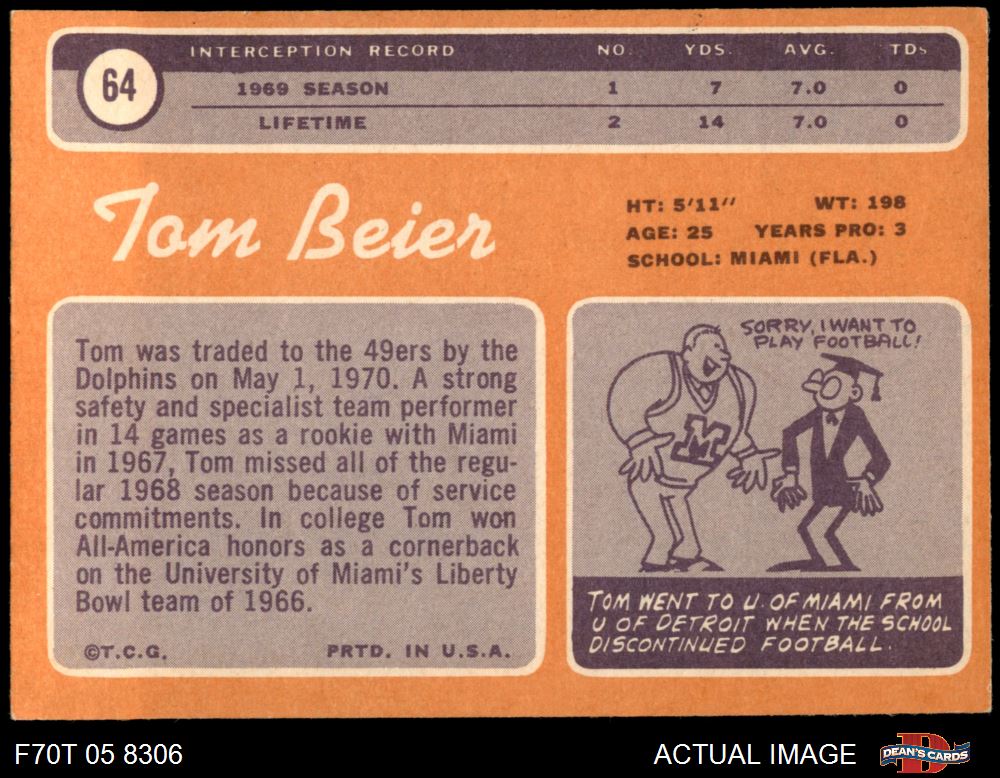 64
INTERCEPTION RECORD NO. YDS. AVG. TDs
1969 SEASON 1 7 7.0 0
LIFETIME 2 14 7.0 0
Tom Beier
HT: 5'11" WT: 198
AGE: 25 YEARS PRO: 3
SCHOOL: MIAMI (FLA.)
Tom was traded to the 49ers by the
Dolphins on May 1, 1970. A strong
safety and specialist team performer
in 14 games as a rookie with Miami
in 1967, Tom missed all of the regu-
lar 1968 season because of service
commitments. In college Tom won
All-America honors as a cornerback
on the University of Miami's Liberty
Bowl team of 1966.
©T.C.G. PRTD. IN U.S.A.
SORRY, I WANT TO
PLAY FOOTBALL!
M
TOM WENT TO U. OF MIAMI FROM
U OF DETROIT WHEN THE SCHOOL
DISCONTINUED FOOTBALL.
F70T 05 8306 ACTUAL IMAGE
D
DEAN'S CARDS